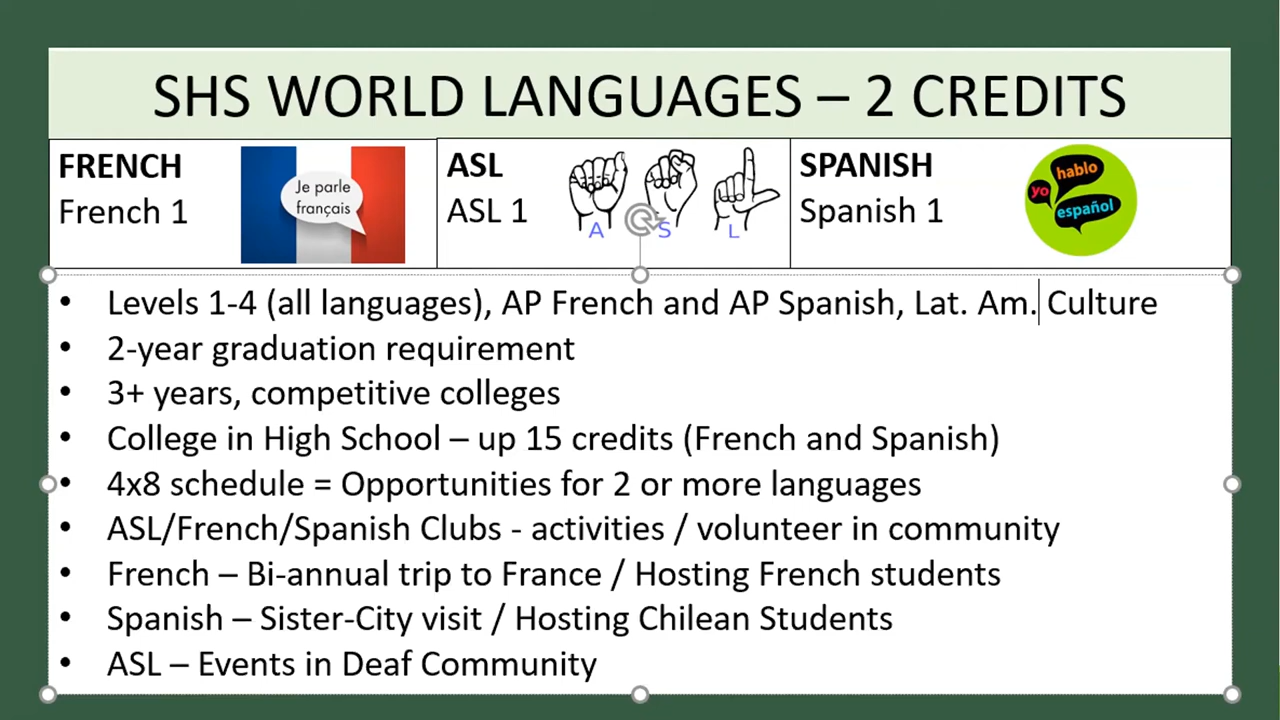 SHS WORLD LANGUAGES – 2 CREDITS
FRENCH
French 1
Je parle
français
ASL
ASL 1
A S L
SPANISH
Spanish 1
yo
hablo
español
• Levels 1-4 (all languages), AP French and AP Spanish, Lat. Am. Culture
• 2-year graduation requirement
• 3+ years, competitive colleges
• College in High School – up 15 credits (French and Spanish)
• 4x8 schedule = Opportunities for 2 or more languages
• ASL/French/Spanish Clubs - activities / volunteer in community
• French – Bi-annual trip to France / Hosting French students
• Spanish – Sister-City visit / Hosting Chilean Students
• ASL – Events in Deaf Community